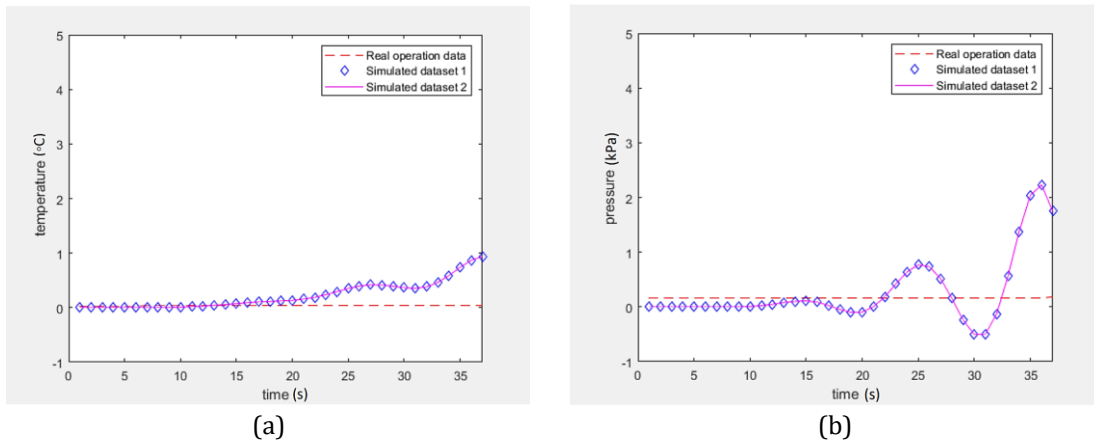 5
4
3
2
1
0
-1
temperature (°C)
Real operation data
Simulated dataset 1
Simulated dataset 2
0 5 10 15 20 25 30 35
time (s)
(a)
5
4
3
2
1
0
-1
pressure (kPa)
Real operation data
Simulated dataset 1
Simulated dataset 2
0 5 10 15 20 25 30 35
time (s)
(b)